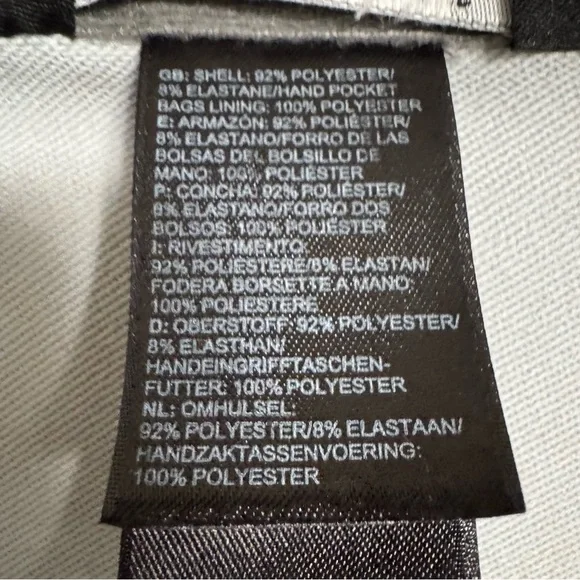 GB: SHELL: 92% POLYESTER/
8% ELASTANE/HAND POCKET
BAGS LINING: 100% POLYESTER
E: ARMAZÓN: 92% POLIÉSTER/
8% ELASTANO/FORRO DE LAS
BOLSAS DEL BOLSILLO DE
MANO: 100% POLIÉSTER
P: CONCHA: 92% POLIÉSTER/
8% ELASTANO/FORRO DOS
BOLSOS: 100% POLIÉSTER
I: RIVESTIMENTO:
92% POLIESTERE/8% ELASTAN/
FODERA BORSETTE A MANO:
100% POLIESTERE
D: OBERSTOFF: 92% POLYESTER/
8% ELASTHAN/
HANDEINGRIFFTASCHEN-
FUTTER: 100% POLYESTER
NL: OMHULSEL:
92% POLYESTER/8% ELASTAAN/
HANDZAKTASSENVOERING:
100% POLYESTER